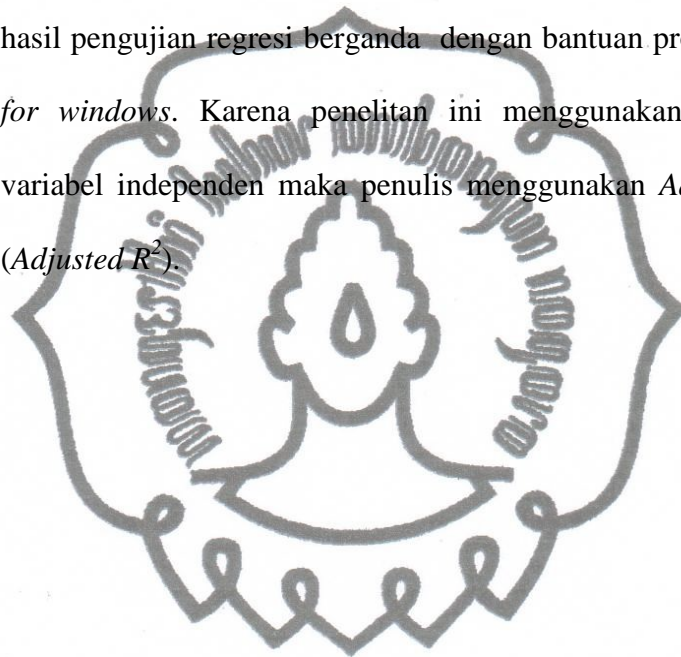 hasil pengujian regresi berganda dengan bantuan pro
for windows. Karena penelitan ini menggunakan
variabel independen maka penulis menggunakan Ad
(Adjusted R²).